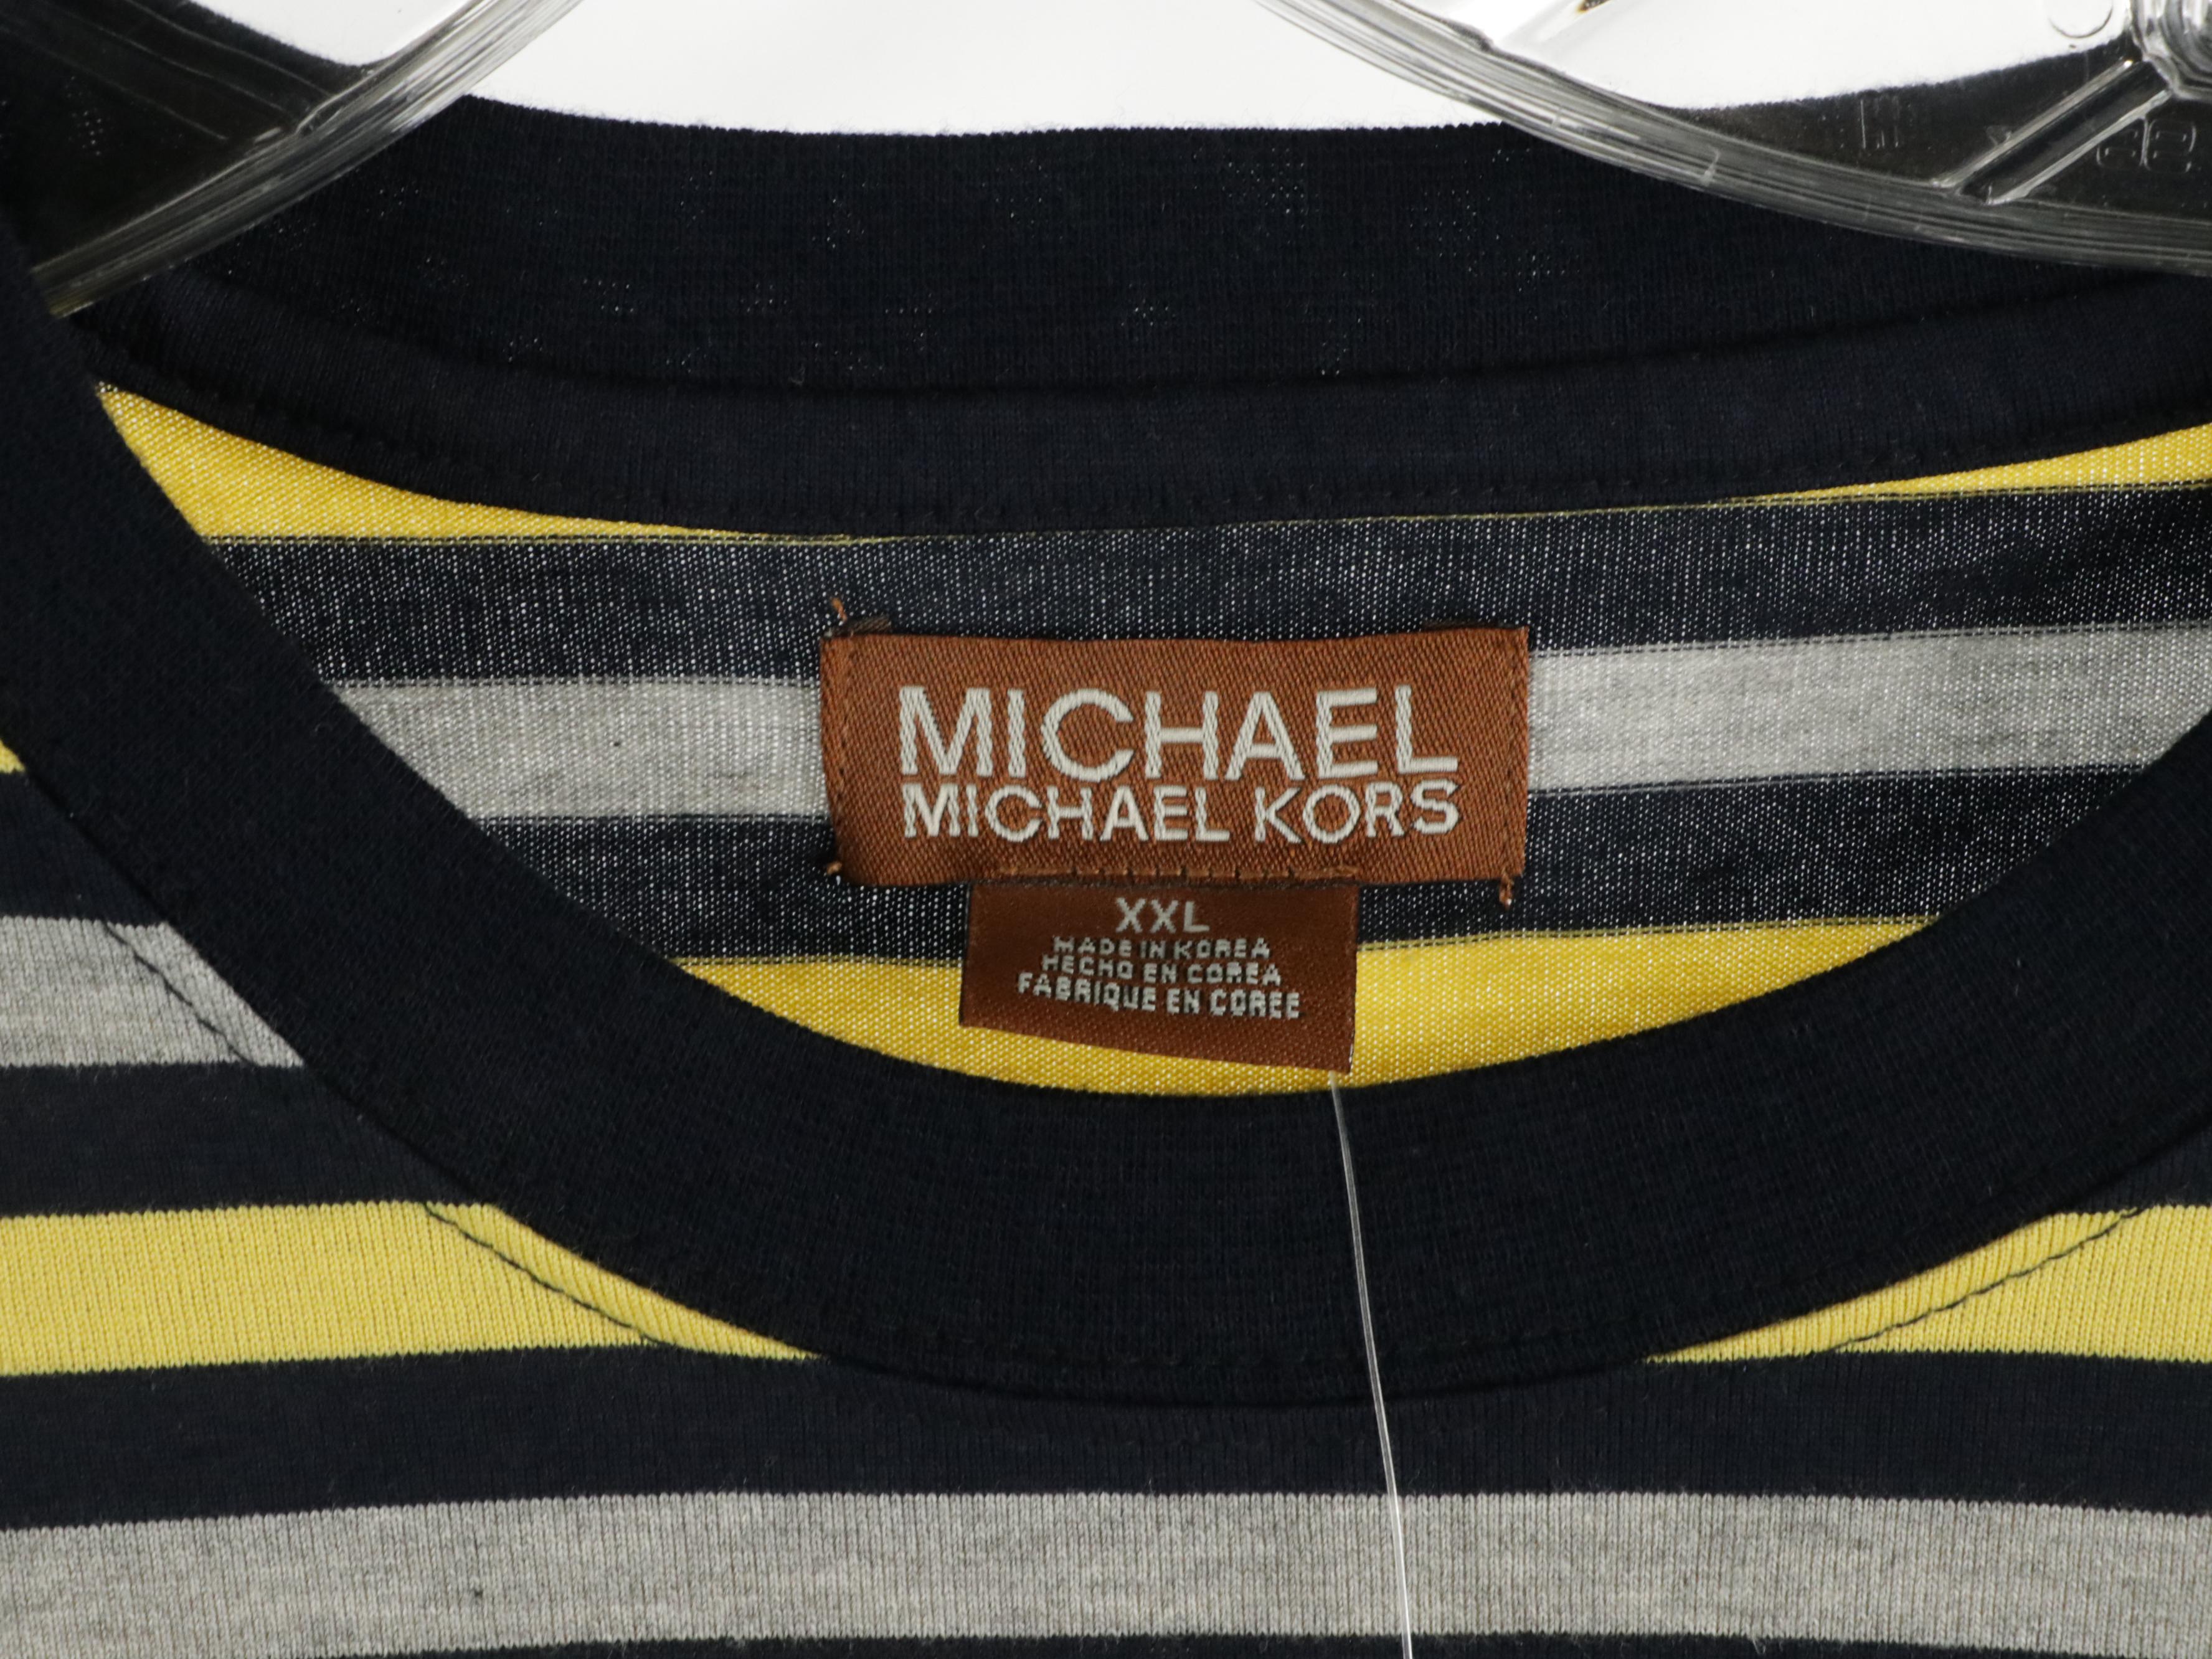 MICHAEL
MICHAEL KORS
XXL
MADE IN KOREA
HECHO EN COREA
FABRIQUE EN COREE